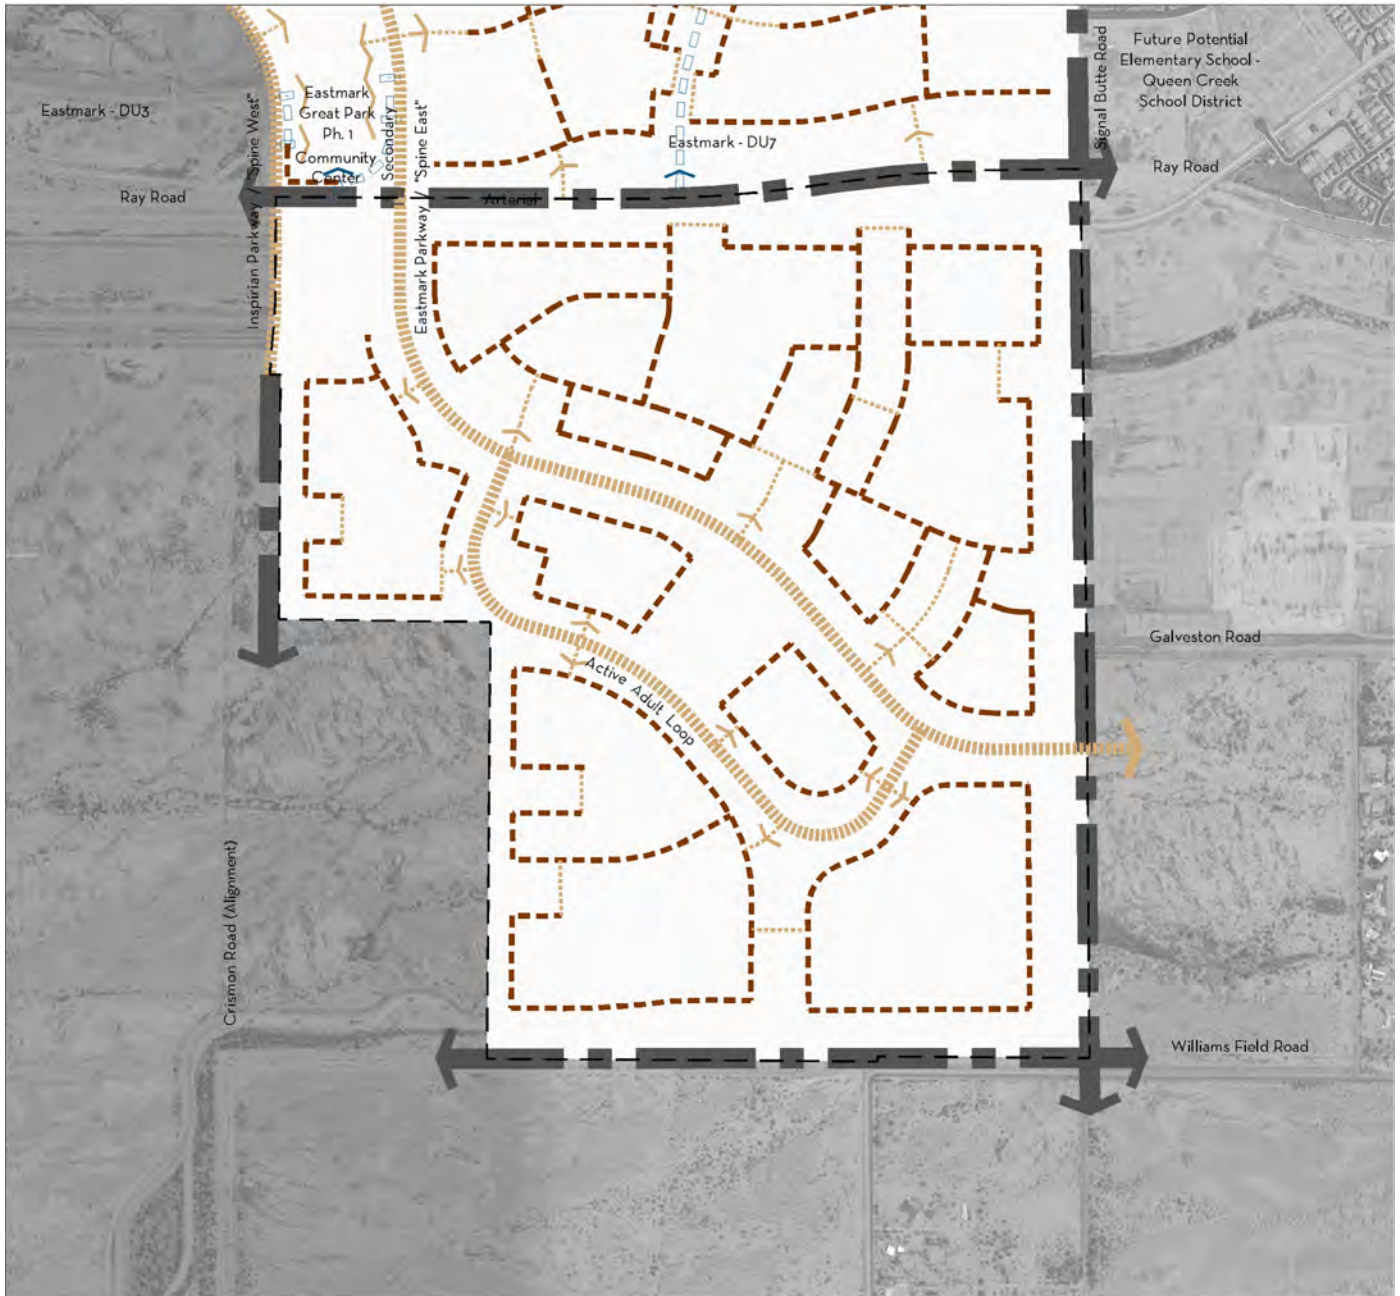 Future Potential
Elementary School -
Queen Creek
School District
Signal Butte Road
Eastmark - DU3
Eastmark
Great Park
Ph. 1
Community
Center
Secondary
Inspirian Parkway / "Spine West"
Eastmark Parkway / "Spine East"
Eastmark - DU7
Ray Road
Ray Road
Arterial
Galveston Road
Active Adult Loop
Crismon Road (Alignment)
Williams Field Road